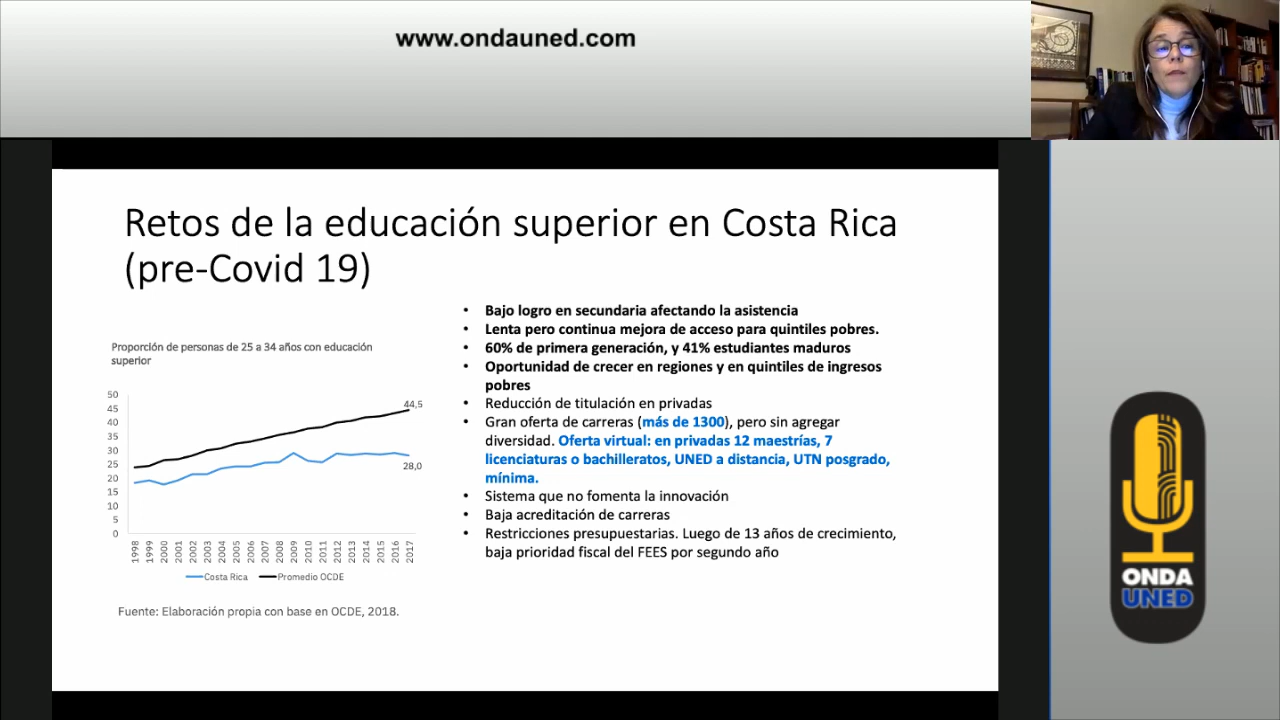 www.ondauned.com
Retos de la educación superior en Costa Rica
(pre-Covid 19)
Proporción de personas de 25 a 34 años con educación
superior
50
45
40
35
30
25
20
15
10
5
0
44,5
28,0
1998
1999
2000
2001
2002
2003
2004
2005
2006
2007
2008
2009
2010
2011
2012
2013
2014
2015
2016
2017
Costa Rica
Promedio OCDE
Fuente: Elaboración propia con base en OCDE, 2018.
• Bajo logro en secundaria afectando la asistencia
• Lenta pero continua mejora de acceso para quintiles pobres.
• 60% de primera generación, y 41% estudiantes maduros
• Oportunidad de crecer en regiones y en quintiles de ingresos
pobres
• Reducción de titulación en privadas
• Gran oferta de carreras (más de 1300), pero sin agregar
diversidad. Oferta virtual: en privadas 12 maestrías, 7
licenciaturas o bachilleratos, UNED a distancia, UTN posgrado,
mínima.
• Sistema que no fomenta la innovación
• Baja acreditación de carreras
• Restricciones presupuestarias. Luego de 13 años de crecimiento,
baja prioridad fiscal del FEES por segundo año
ONDA
UNED